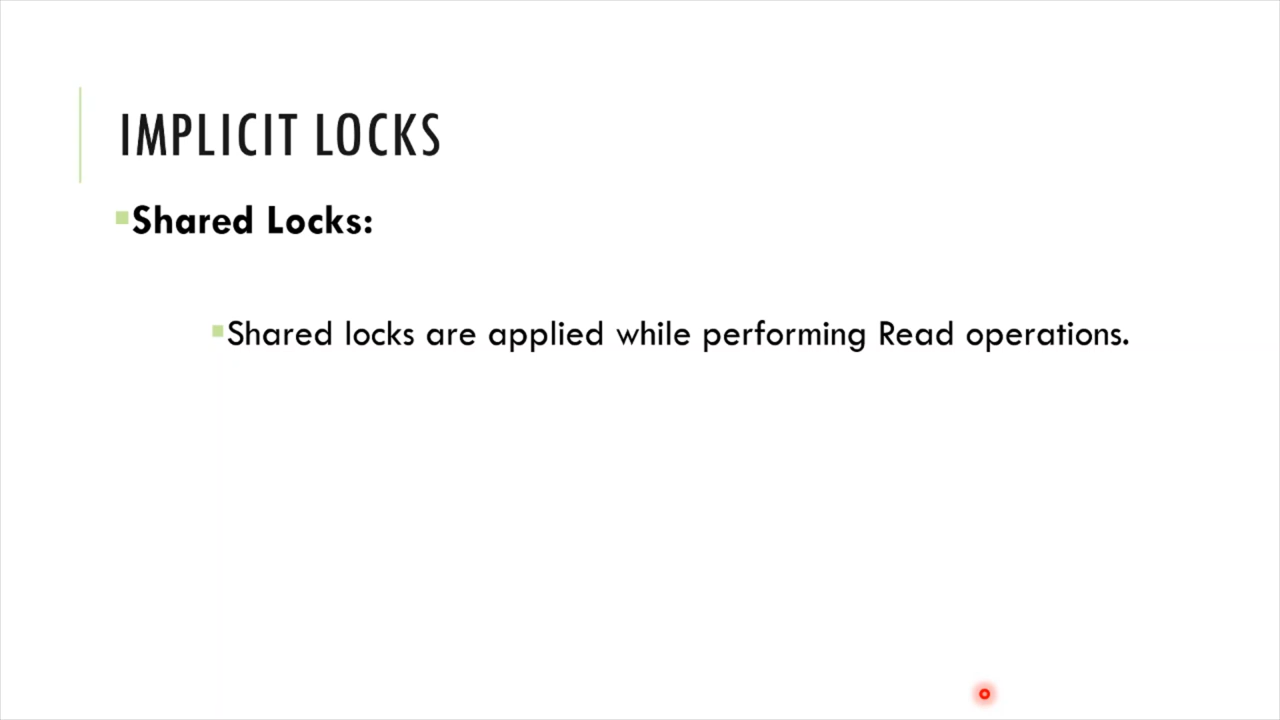 IMPLICIT LOCKS
Shared Locks:
Shared locks are applied while performing Read operations.